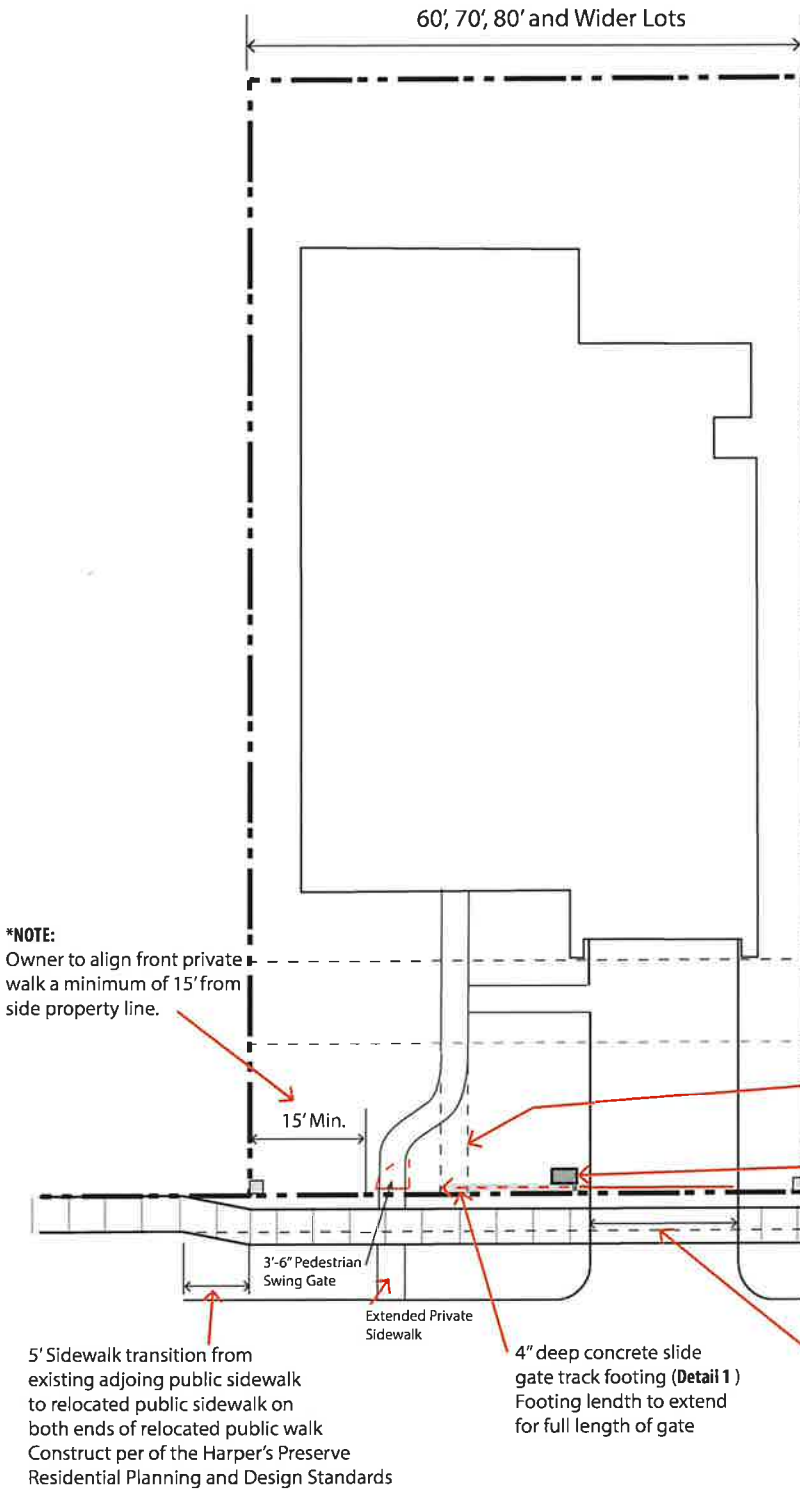 60', 70', 80' and Wider Lots
*NOTE:
Owner to align front private
walk a minimum of 15' from
side property line.
15' Min.
3'-6" Pedestrian
Swing Gate
Extended Private
Sidewalk
5' Sidewalk transition from
existing adjoing public sidewalk
to relocated public sidewalk on
both ends of relocated public walk
Construct per of the Harper's Preserve
Residential Planning and Design Standards
4" deep concrete slide
gate track footing (Detail 1 )
Footing lendth to extend
for full length of gate